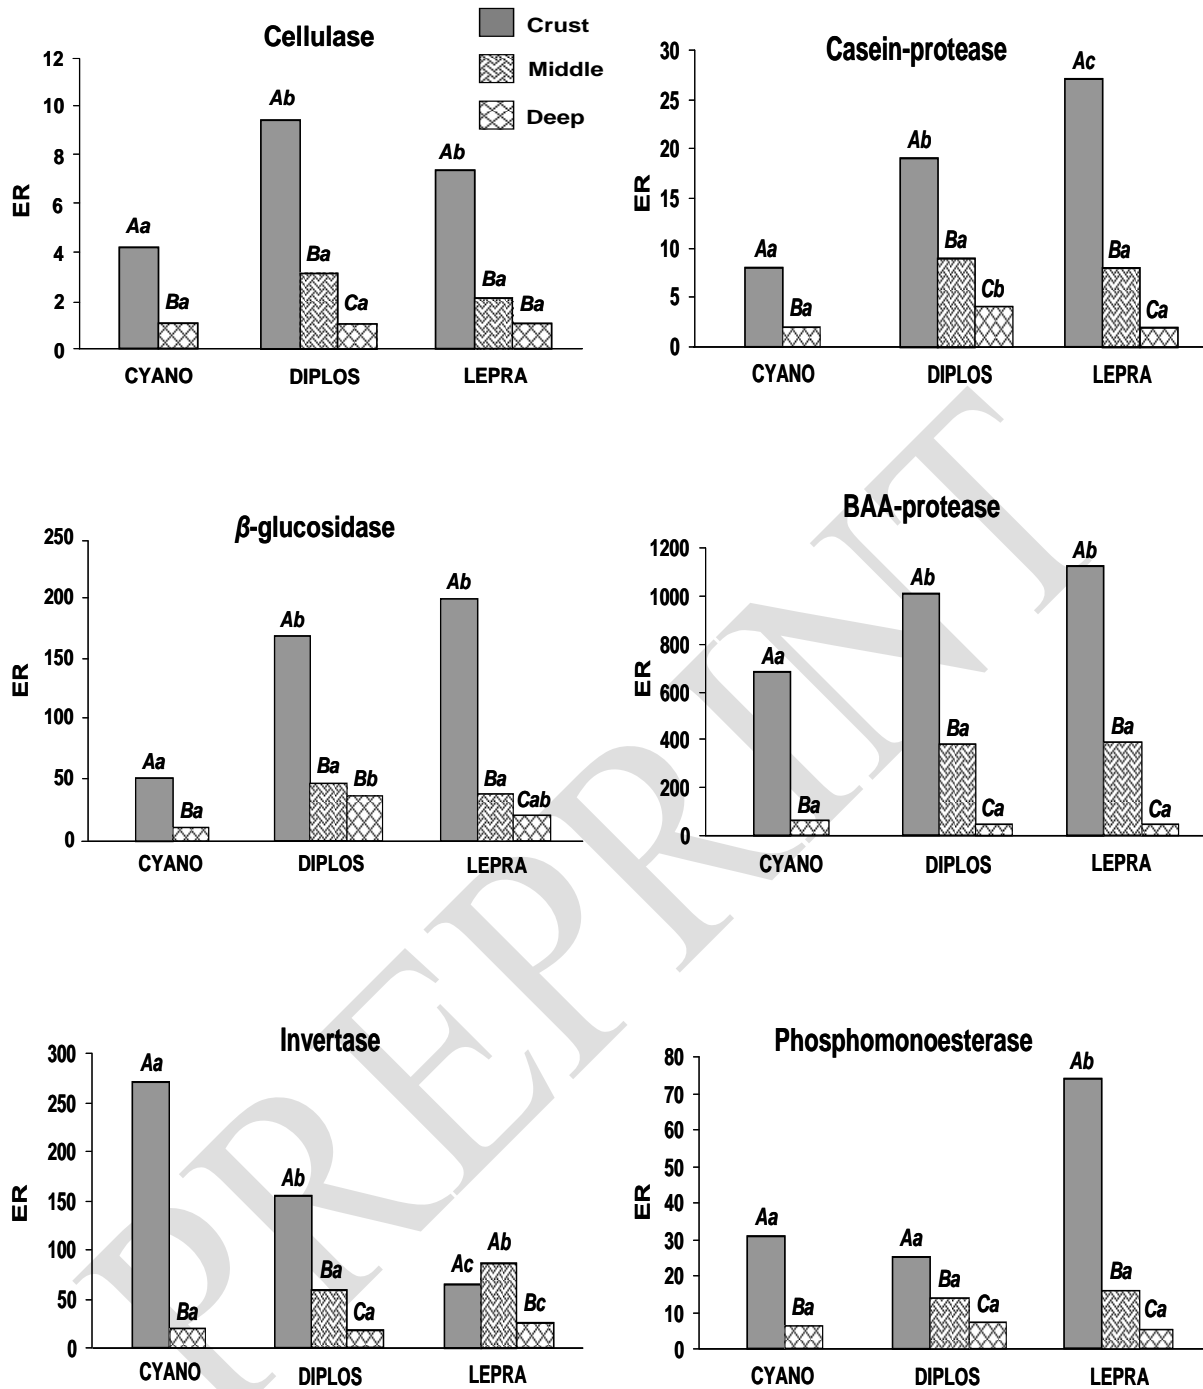 Crust
Middle
Deep
Cellulase
ER
12
10
8
6
4
2
0
Aa
Ba
Ab
Ba
Ca
Ab
Ba
Ba
CYANO DIPLOS LEPRA
Casein-protease
ER
30
25
20
15
10
5
0
Aa
Ba
Ab
Ba
Cb
Ac
Ba
Ca
CYANO DIPLOS LEPRA
β-glucosidase
ER
250
200
150
100
50
0
Aa
Ba
Ab
Ba
Bb
Ab
Ba
Cab
CYANO DIPLOS LEPRA
BAA-protease
ER
1200
1000
800
600
400
200
0
Aa
Ba
Ab
Ba
Ca
Ab
Ba
Ca
CYANO DIPLOS LEPRA
Invertase
ER
300
250
200
150
100
50
0
Aa
Ba
Ab
Ba
Ca
Ac
Ab
Bc
CYANO DIPLOS LEPRA
Phosphomonoesterase
ER
80
70
60
50
40
30
20
10
0
Aa
Ba
Aa
Ba
Ca
Ab
Ba
Ca
CYANO DIPLOS LEPRA
PREPRINT